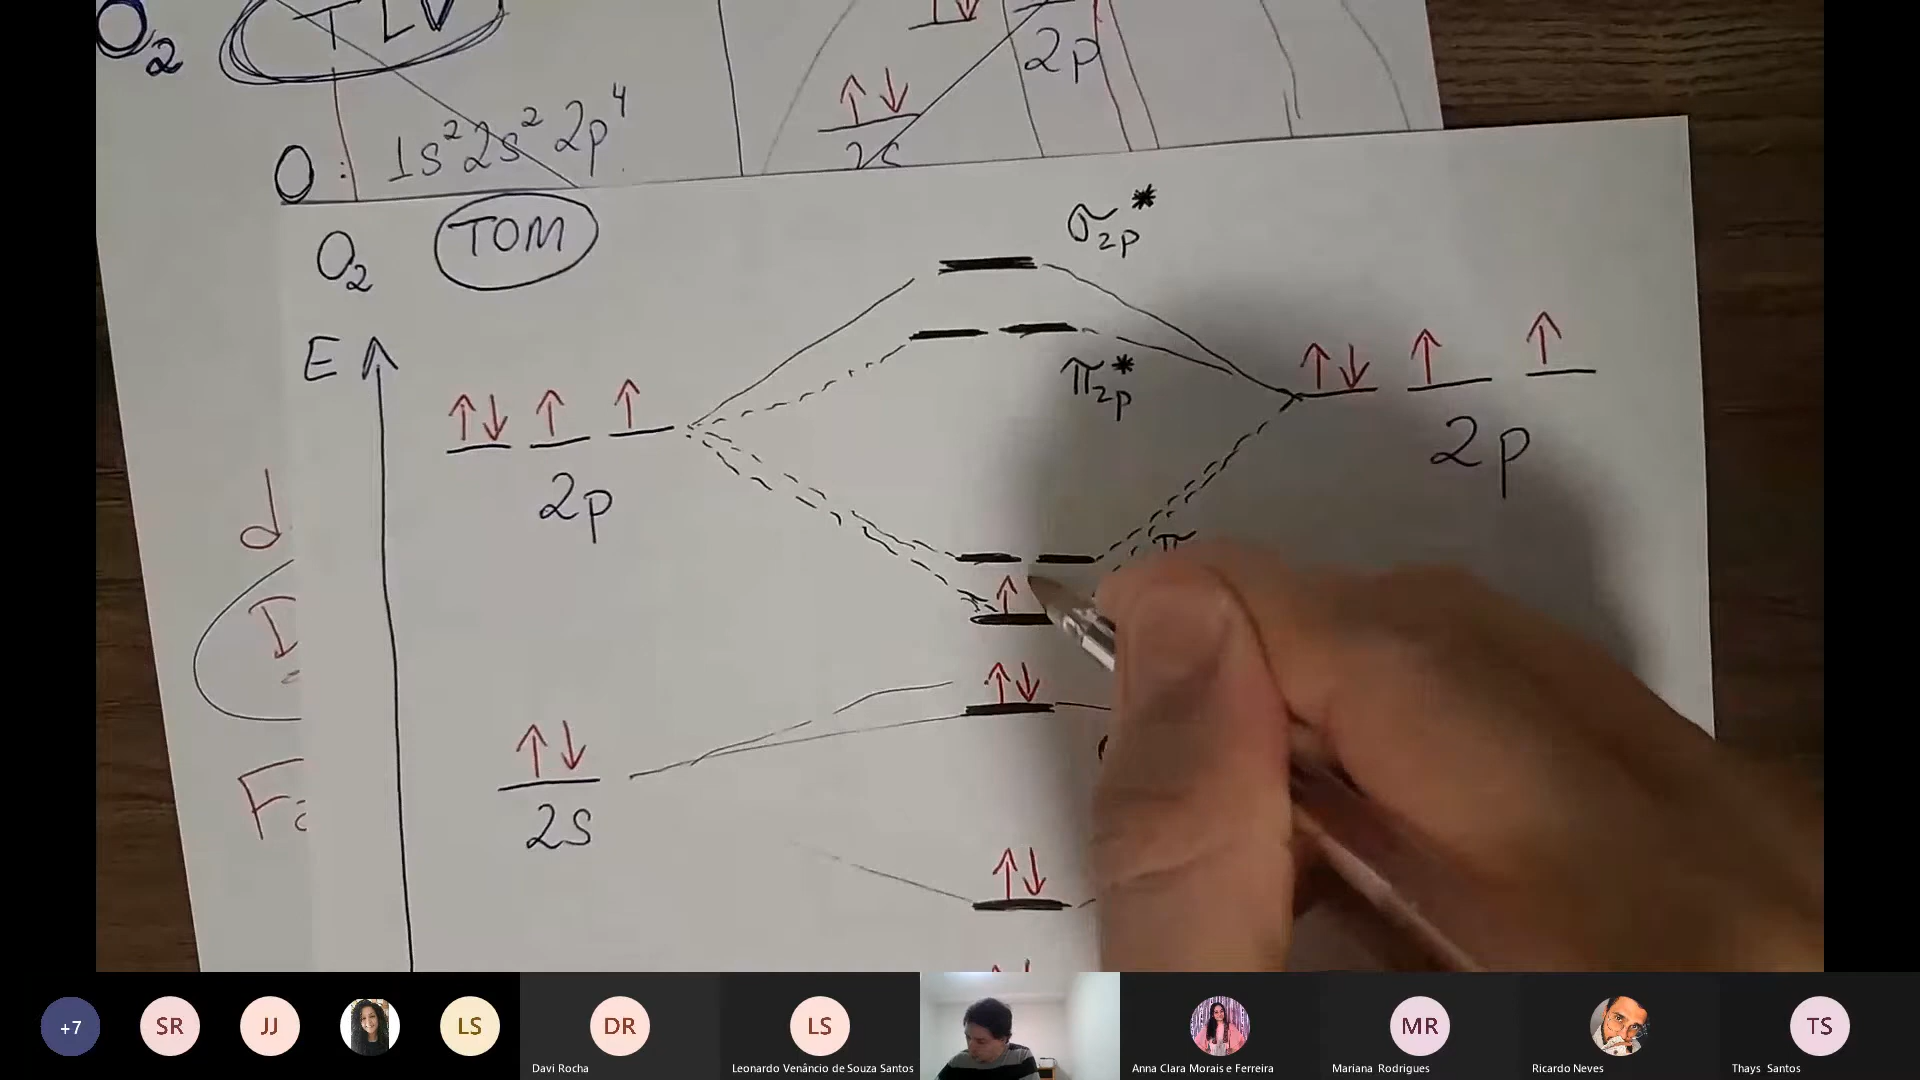 O₂ TLV
2p
↑↓
2s
O: 1s² 2s² 2p⁴
O₂ TOM
σ₂ₚ*
E
π₂ₚ*
↑↓ ↑ ↑
2p
↑↓ ↑ ↑
2p
π
↑
↑↓
↑↓
2s
↑↓
+7
SR
JJ
LS
DR
LS
MR
TS
Davi Rocha
Leonardo Venâncio de Souza Santos
Anna Clara Morais e Ferreira
Mariana Rodrigues
Ricardo Neves
Thays Santos